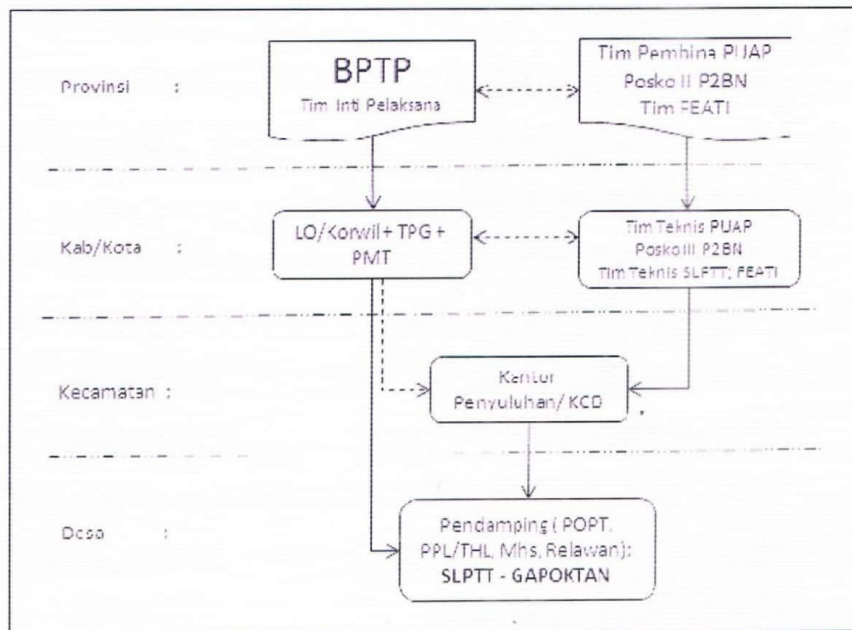 Provinsi :
BPTP
Tim Inti Pelaksana
Tim Pembina PUAP
Posko II P2BN
Tim FEATI
Kab/Kota :
LO/Korwil + TPG +
PMT
Tim Teknis PUAP
Posko III P2BN
Tim Teknis SLPTT; FEATI
Kecamatan :
Kantor
Penyuluhan/ KCD
Desa :
Pendamping ( POPT,
PPL/THL, Mhs, Relawan):
SLPTT - GAPOKTAN